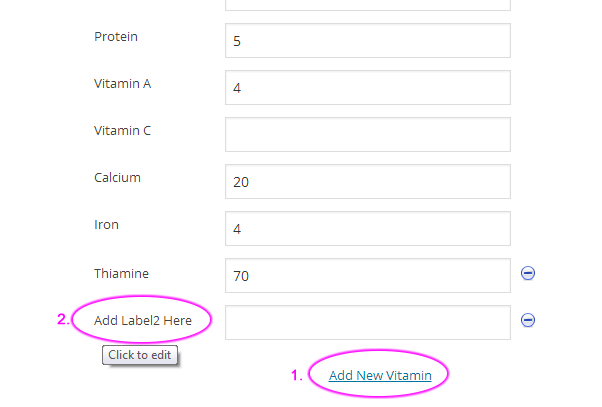 Protein 5
Vitamin A 4
Vitamin C
Calcium 20
Iron 4
Thiamine 70
2. Add Label2 Here
Click to edit
1. Add New Vitamin